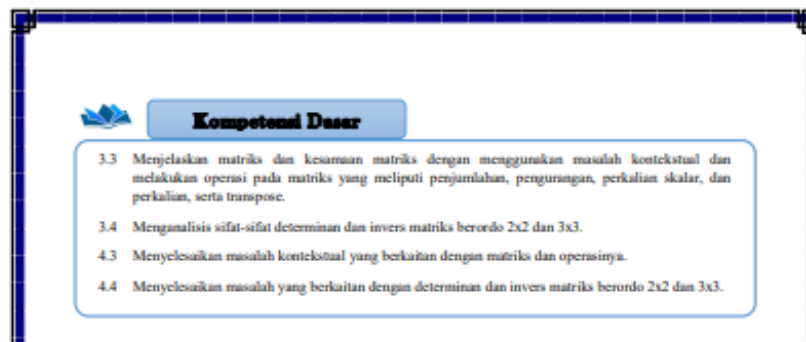 Kompetensi Dasar
3.3 Menjelaskan matriks dan kesamaan matriks dengan menggunakan masalah kontekstual dan
melakukan operasi pada matriks yang meliputi penjumlahan, pengurangan, perkalian skalar, dan
perkalian, serta transpose.
3.4 Menganalisis sifat-sifat determinan dan invers matriks berordo 2x2 dan 3x3.
4.3 Menyelesaikan masalah kontekstual yang berkaitan dengan matriks dan operasinya.
4.4 Menyelesaikan masalah yang berkaitan dengan determinan dan invers matriks berordo 2x2 dan 3x3.